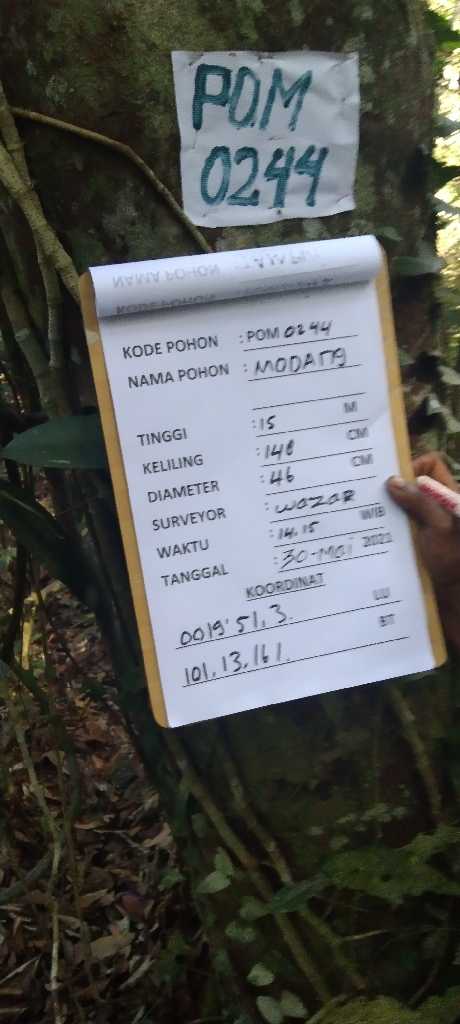 POM
0244
KODE POHON : POM 0244
NAMA POHON : MODANG
TINGGI : 15 M
KELILING : 148 CM
DIAMETER : 46 CM
SURVEYOR : WAZAR
WAKTU : 14.15 WIB
TANGGAL : 30-Mei 2021
KOORDINAT
0019'51,3. LU
101,13,161. BT